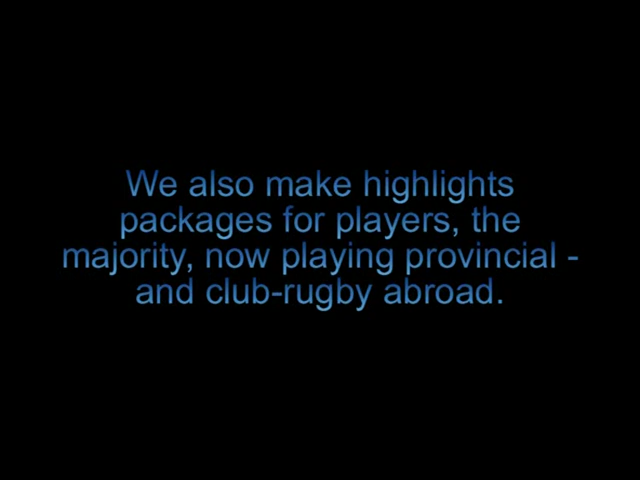 We also make highlights
packages for players, the
majority, now playing provincial -
and club-rugby abroad.